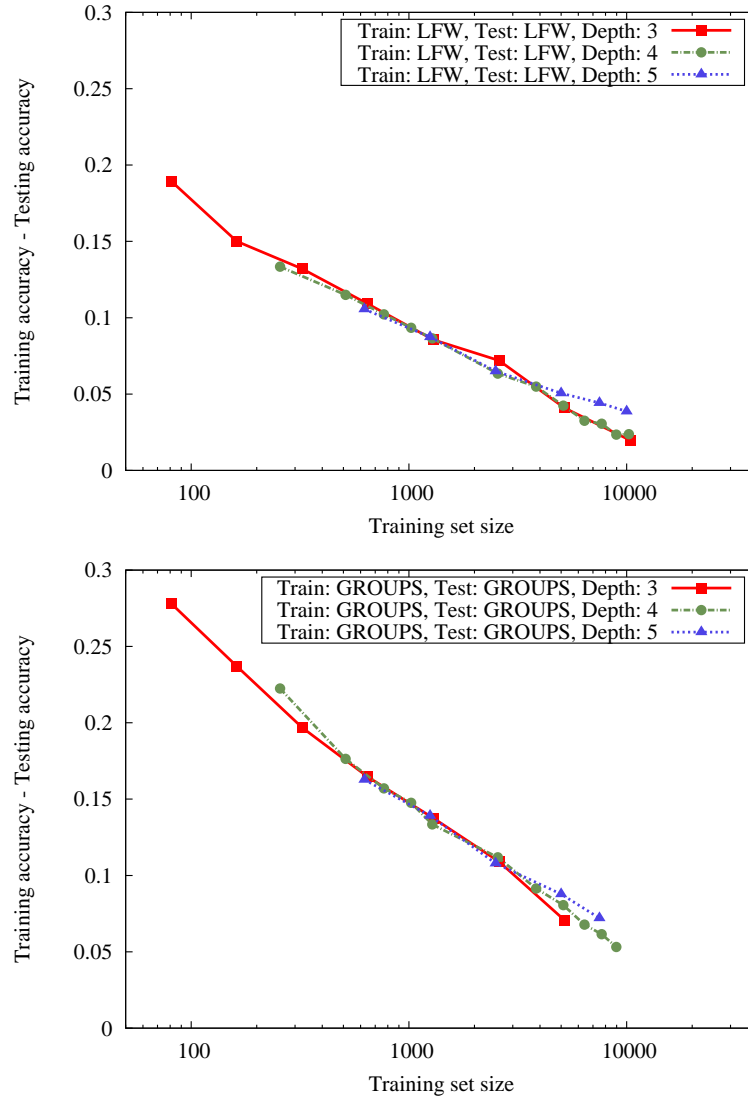 0.3
0.25
0.2
0.15
0.1
0.05
0
100
1000
10000
Training accuracy - Testing accuracy
Training set size
Train: LFW, Test: LFW, Depth: 3
Train: LFW, Test: LFW, Depth: 4
Train: LFW, Test: LFW, Depth: 5
0.3
0.25
0.2
0.15
0.1
0.05
0
100
1000
10000
Training accuracy - Testing accuracy
Training set size
Train: GROUPS, Test: GROUPS, Depth: 3
Train: GROUPS, Test: GROUPS, Depth: 4
Train: GROUPS, Test: GROUPS, Depth: 5